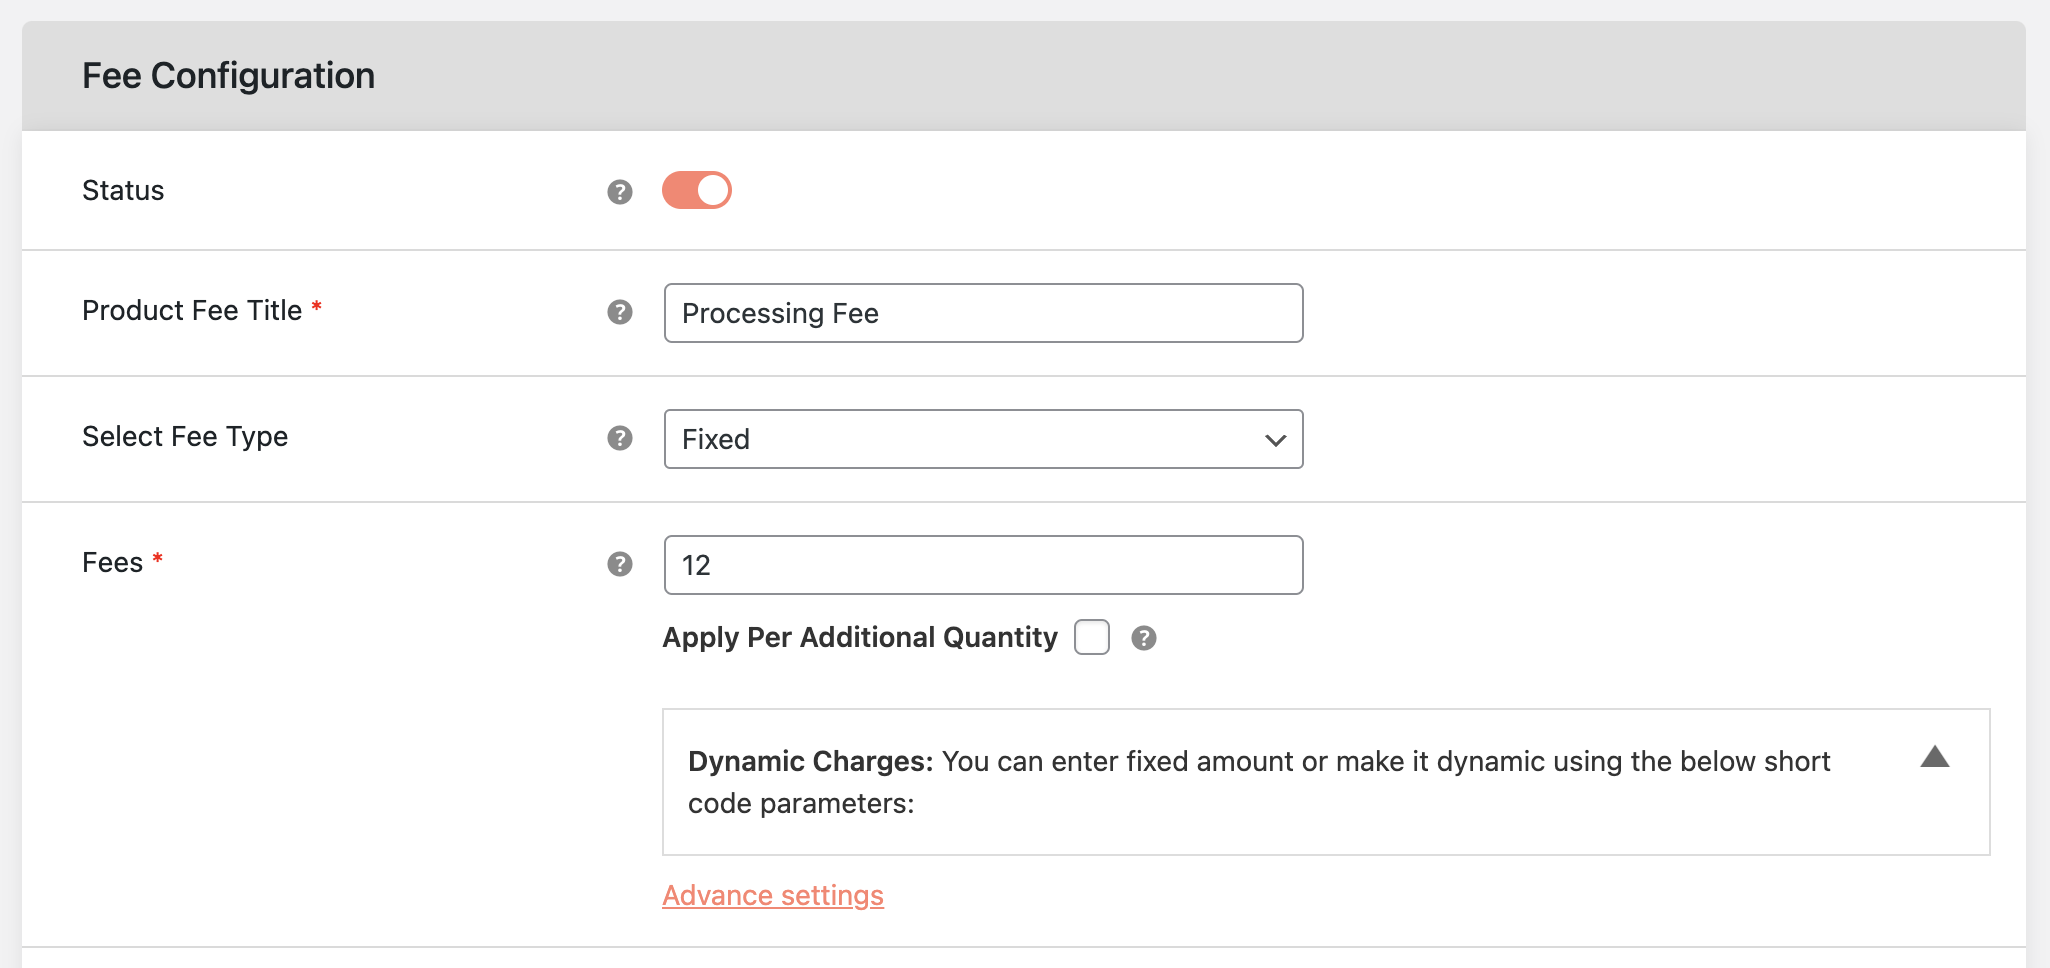 Fee Configuration
Status
Product Fee Title *
Processing Fee
Select Fee Type
Fixed
Fees *
12
Apply Per Additional Quantity
Dynamic Charges: You can enter fixed amount or make it dynamic using the below short
code parameters:
Advance settings